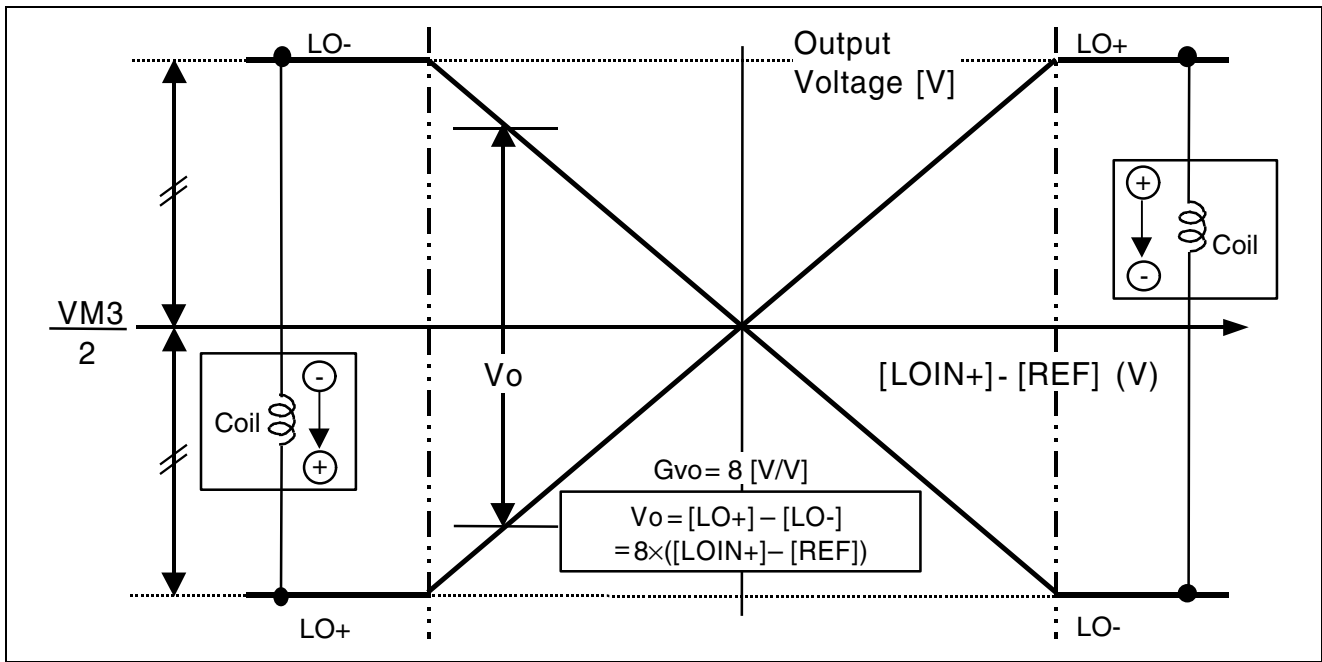 LO-
Output
Voltage [V]
LO+
+
-
Coil
VM3
2
Vo
[LOIN+]- [REF] (V)
-
Coil
+
Gvo= 8 [V/V]
Vo=[LO+]–[LO-]
=8×([LOIN+]–[REF])
LO+
LO-